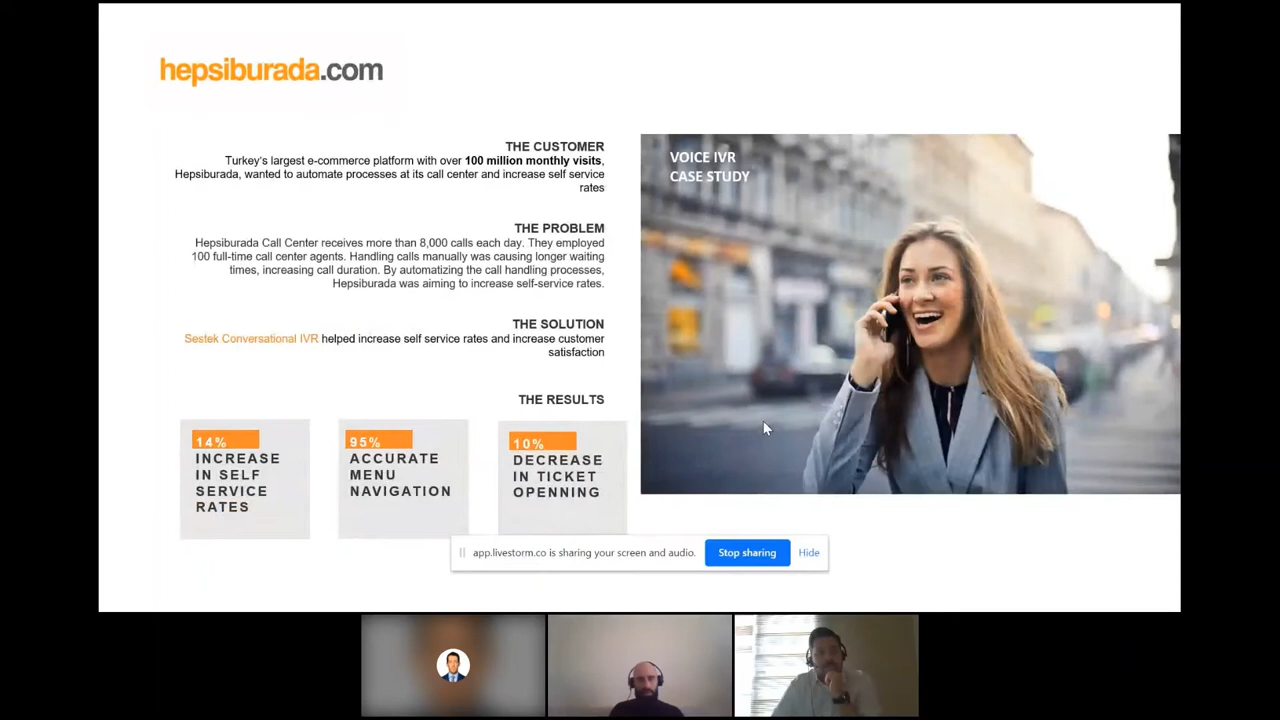 hepsiburada.com
THE CUSTOMER
Turkey's largest e-commerce platform with over 100 million monthly visits,
Hepsiburada, wanted to automate processes at its call center and increase self service
rates
THE PROBLEM
Hepsiburada Call Center receives more than 8,000 calls each day. They employed
100 full-time call center agents. Handling calls manually was causing longer waiting
times, increasing call duration. By automatizing the call handling processes,
Hepsiburada was aiming to increase self-service rates.
THE SOLUTION
Sestek Conversational IVR helped increase self service rates and increase customer
satisfaction
THE RESULTS
14%
INCREASE
IN SELF
SERVICE
RATES
95%
ACCURATE
MENU
NAVIGATION
10%
DECREASE
IN TICKET
OPENNING
VOICE IVR
CASE STUDY
app.livestorm.co is sharing your screen and audio.
Stop sharing
Hide